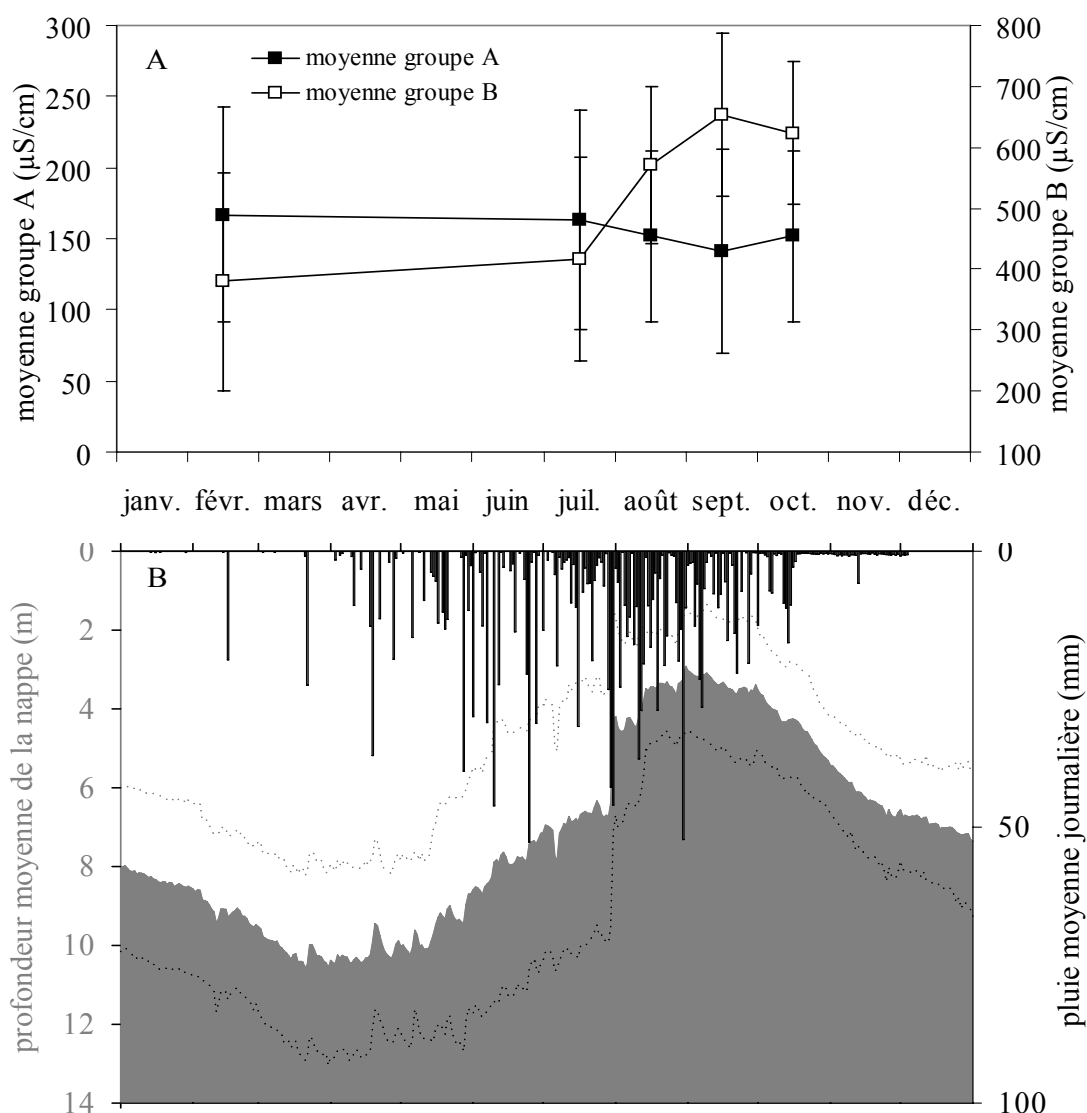 300
250
200
150
100
50
0
moyenne groupe A (µS/cm)
A
moyenne groupe A
moyenne groupe B
800
700
600
500
400
300
200
100
moyenne groupe B (µS/cm)
janv. févr. mars avr. mai juin juil. août sept. oct. nov. déc.
0
2
4
6
8
10
12
14
profondeur moyenne de la nappe (m)
B
0
50
100
pluie moyenne journalière (mm)